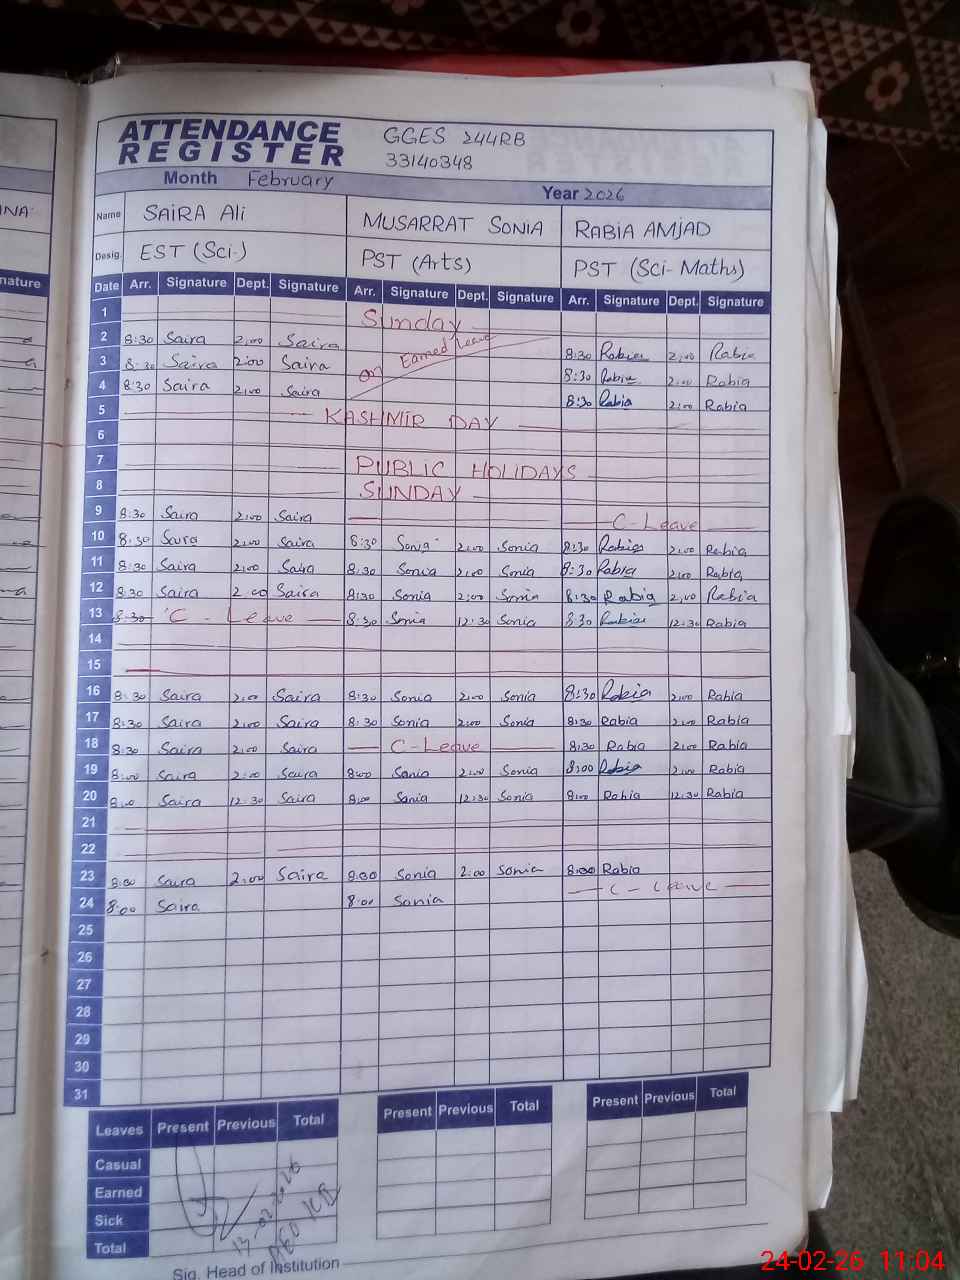 ATTENDANCE REGISTER GGES 244RB
33140348
Month February Year 2026
Name SAIRA Ali MUSARRAT SONIA RABIA AMJAD
Desig. EST (Sci-) PST (Arts) PST (Sci-Maths)
Date Arr. Signature Dept. Signature Arr. Signature Dept. Signature Arr. Signature Dept. Signature
1 Sunday
2 8:30 Saira 2:00 Saira on Earned Leave 8:30 Rabia 2:00 Rabia
3 8:30 Saira 2:00 Saira 8:30 Rabia 2:00 Rabia
4 8:30 Saira 2:00 Saira 8:30 Rabia 2:00 Rabia
5 KASHMIR DAY
6
7 PUBLIC HOLIDAYS
8 SUNDAY
9 8:30 Saira 2:00 Saira C-Leave
10 8:30 Saira 2:00 Saira 8:30 Sonia 2:00 Sonia 8:30 Rabia 2:00 Rabia
11 8:30 Saira 2:00 Saira 8:30 Sonia 2:00 Sonia 8:30 Rabia 2:00 Rabia
12 8:30 Saira 2:00 Saira 8:30 Sonia 2:00 Sonia 8:30 Rabia 2:00 Rabia
13 8:30 C-Leave 8:30 Sonia 12:30 Sonia 8:30 Rabia 12:30 Rabia
14
15
16 8:30 Saira 2:00 Saira 8:30 Sonia 2:00 Sonia 8:30 Rabia 2:00 Rabia
17 8:30 Saira 2:00 Saira 8:30 Sonia 2:00 Sonia 8:30 Rabia 2:00 Rabia
18 8:30 Saira 2:00 Saira C-Leave 8:30 Rabia 2:00 Rabia
19 8:00 Saira 2:00 Saira 8:00 Sonia 2:00 Sonia 8:00 Rabia 2:00 Rabia
20 8:00 Saira 12:30 Saira 8:00 Sonia 12:30 Sonia 8:00 Rabia 12:30 Rabia
21
22
23 8:00 Saira 2:00 Saira 8:00 Sonia 2:00 Sonia 8:00 Rabia
24 8:00 Saira 8:00 Sonia C-Leave
25
26
27
28
29
30
31
Leaves Present Previous Total Present Previous Total Present Previous Total
Casual
Earned
Sick
Total
13-02-2026
AEO
Sig. Head of Institution
24-02-26 11:04